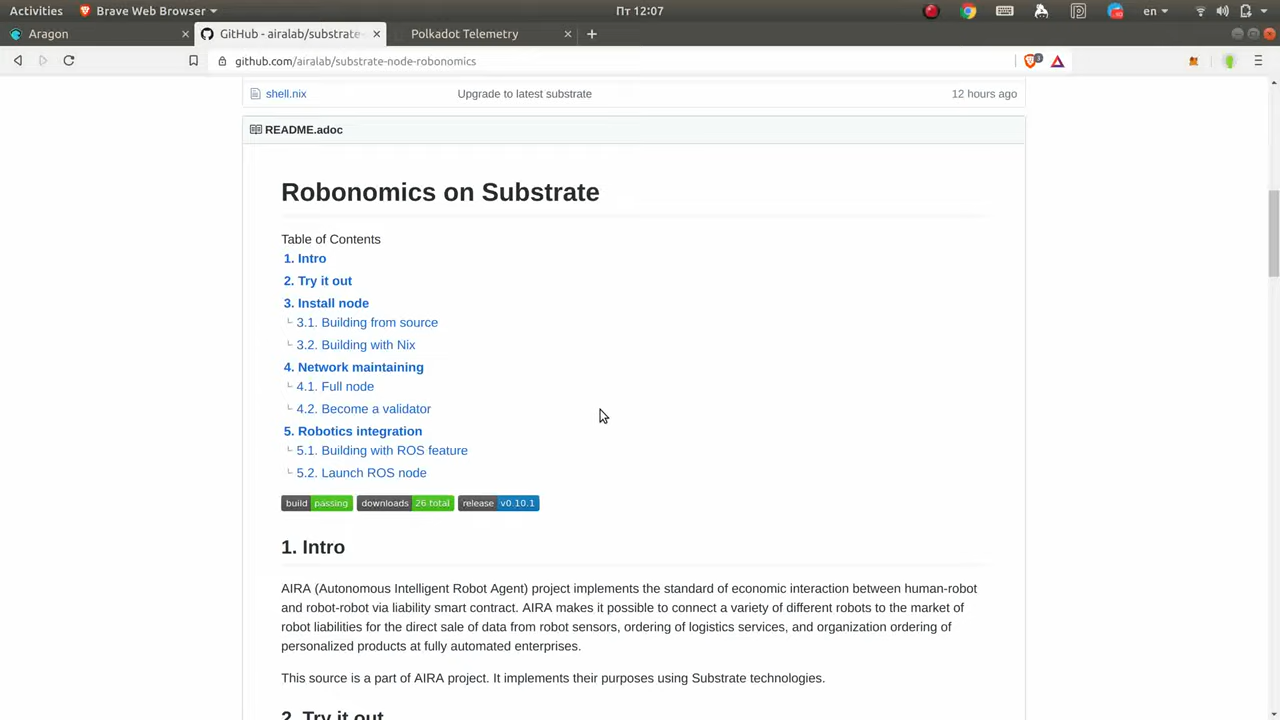 Activities
Brave Web Browser
Пт 12:07
en
Aragon
GitHub - airalab/substrate-
Polkadot Telemetry
github.com/airalab/substrate-node-robonomics
3
shell.nix
Upgrade to latest substrate
12 hours ago
README.adoc
Robonomics on Substrate
Table of Contents
1. Intro
2. Try it out
3. Install node
3.1. Building from source
3.2. Building with Nix
4. Network maintaining
4.1. Full node
4.2. Become a validator
5. Robotics integration
5.1. Building with ROS feature
5.2. Launch ROS node
build passing downloads 26 total release v0.10.1
1. Intro
AIRA (Autonomous Intelligent Robot Agent) project implements the standard of economic interaction between human-robot
and robot-robot via liability smart contract. AIRA makes it possible to connect a variety of different robots to the market of
robot liabilities for the direct sale of data from robot sensors, ordering of logistics services, and organization ordering of
personalized products at fully automated enterprises.
This source is a part of AIRA project. It implements their purposes using Substrate technologies.
2. Try it out